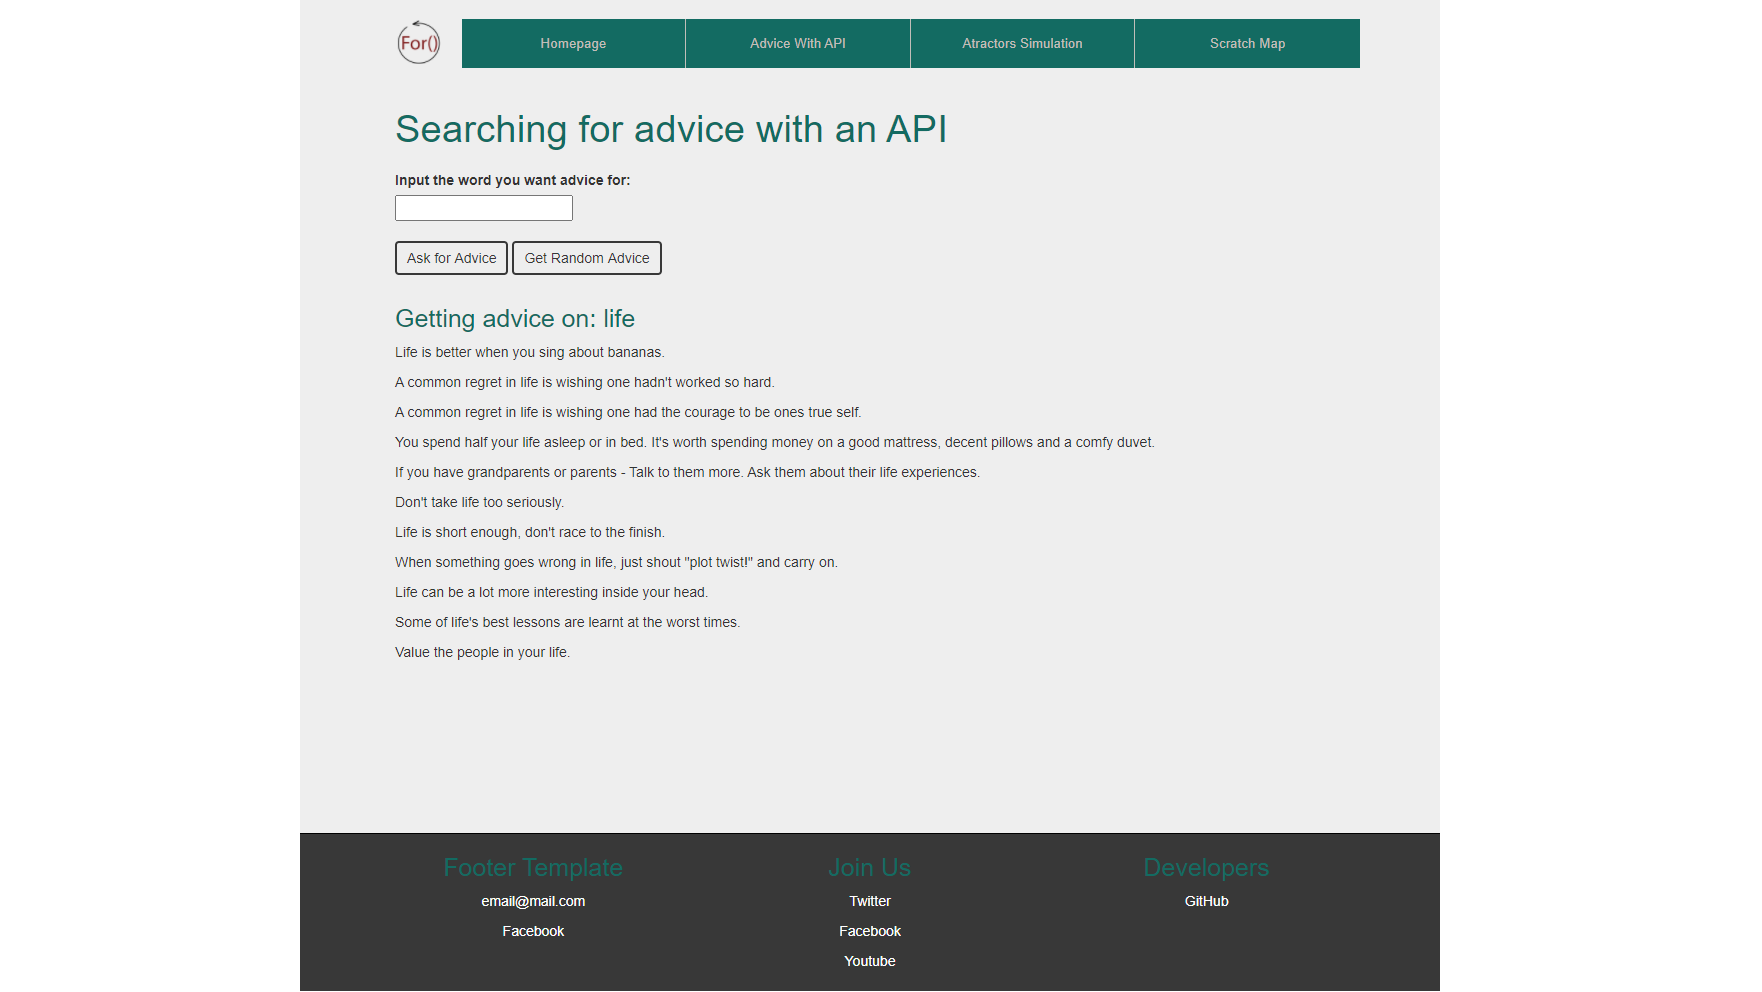 For()
Homepage
Advice With API
Atractors Simulation
Scratch Map
Searching for advice with an API
Input the word you want advice for:
Ask for Advice
Get Random Advice
Getting advice on: life
Life is better when you sing about bananas.
A common regret in life is wishing one hadn't worked so hard.
A common regret in life is wishing one had the courage to be ones true self.
You spend half your life asleep or in bed. It's worth spending money on a good mattress, decent pillows and a comfy duvet.
If you have grandparents or parents - Talk to them more. Ask them about their life experiences.
Don't take life too seriously.
Life is short enough, don't race to the finish.
When something goes wrong in life, just shout "plot twist!" and carry on.
Life can be a lot more interesting inside your head.
Some of life's best lessons are learnt at the worst times.
Value the people in your life.
Footer Template
email@mail.com
Facebook
Join Us
Twitter
Facebook
Youtube
Developers
GitHub